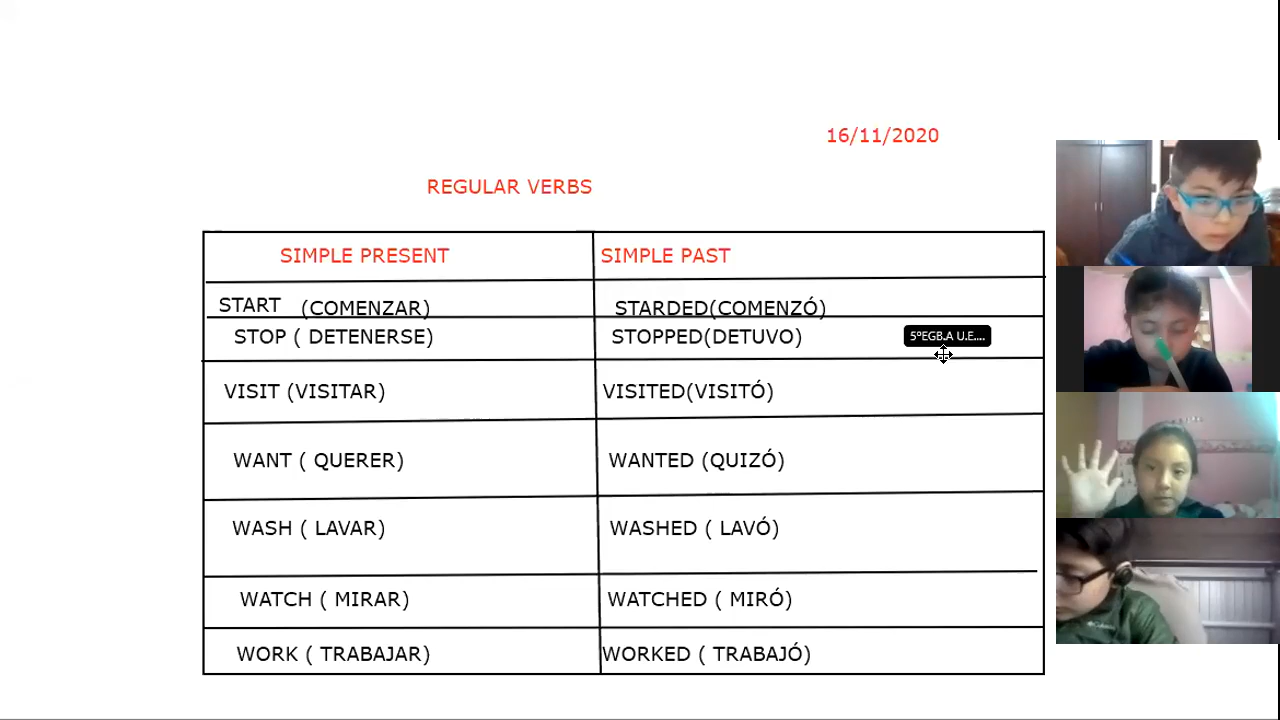 16/11/2020
REGULAR VERBS
SIMPLE PRESENT SIMPLE PAST
START (COMENZAR) STARDED(COMENZÓ)
STOP ( DETENERSE) STOPPED(DETUVO)
5ºEGB.A U.E....
VISIT (VISITAR) VISITED(VISITÓ)
WANT ( QUERER) WANTED (QUIZÓ)
WASH ( LAVAR) WASHED ( LAVÓ)
WATCH ( MIRAR) WATCHED ( MIRÓ)
WORK ( TRABAJAR) WORKED ( TRABAJÓ)